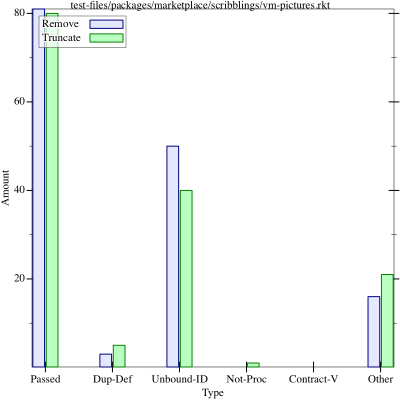 test-files/packages/marketplace/scribblings/vm-pictures.rkt
Remove
Truncate
80
60
40
20
Amount
Passed Dup-Def Unbound-ID Not-Proc Contract-V Other
Type